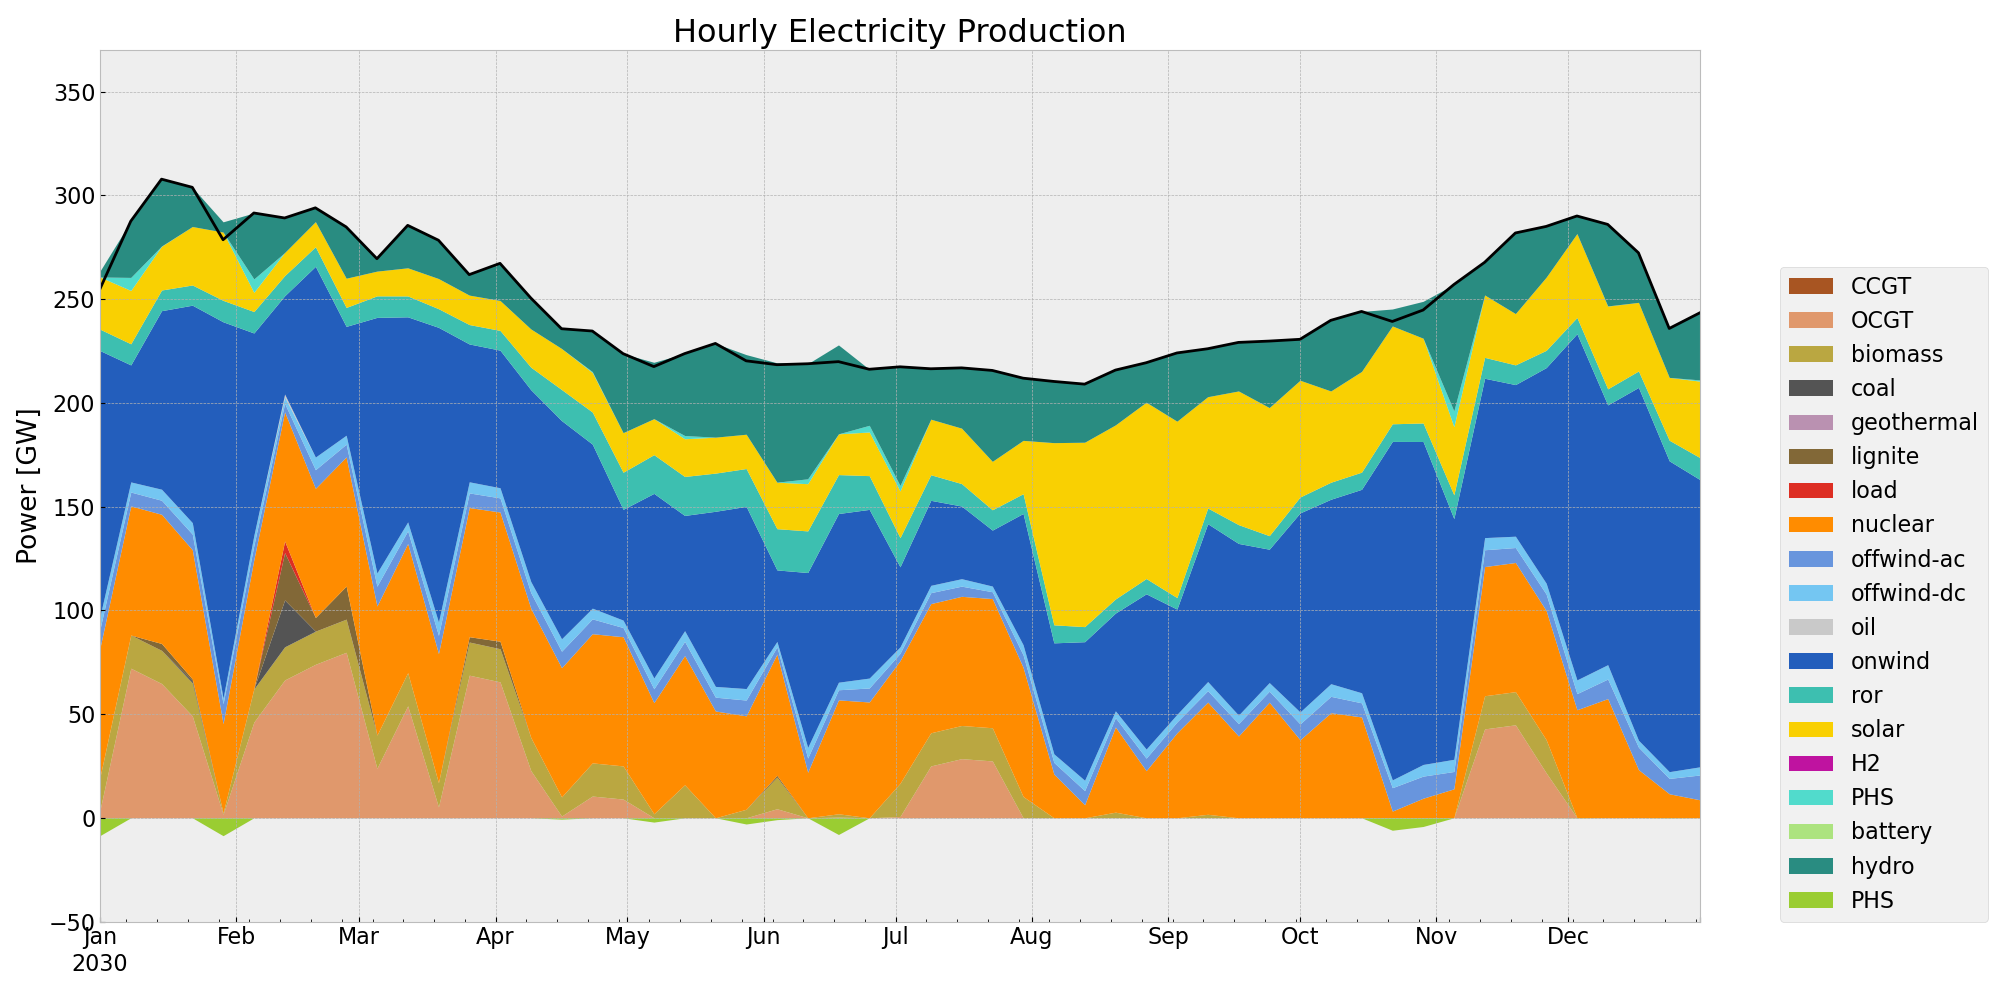 Hourly Electricity Production
Power [GW]
350
300
250
200
150
100
50
0
−50
Jan
2030
Feb
Mar
Apr
May
Jun
Jul
Aug
Sep
Oct
Nov
Dec
CCGT
OCGT
biomass
coal
geothermal
lignite
load
nuclear
offwind-ac
offwind-dc
oil
onwind
ror
solar
H2
PHS
battery
hydro
PHS